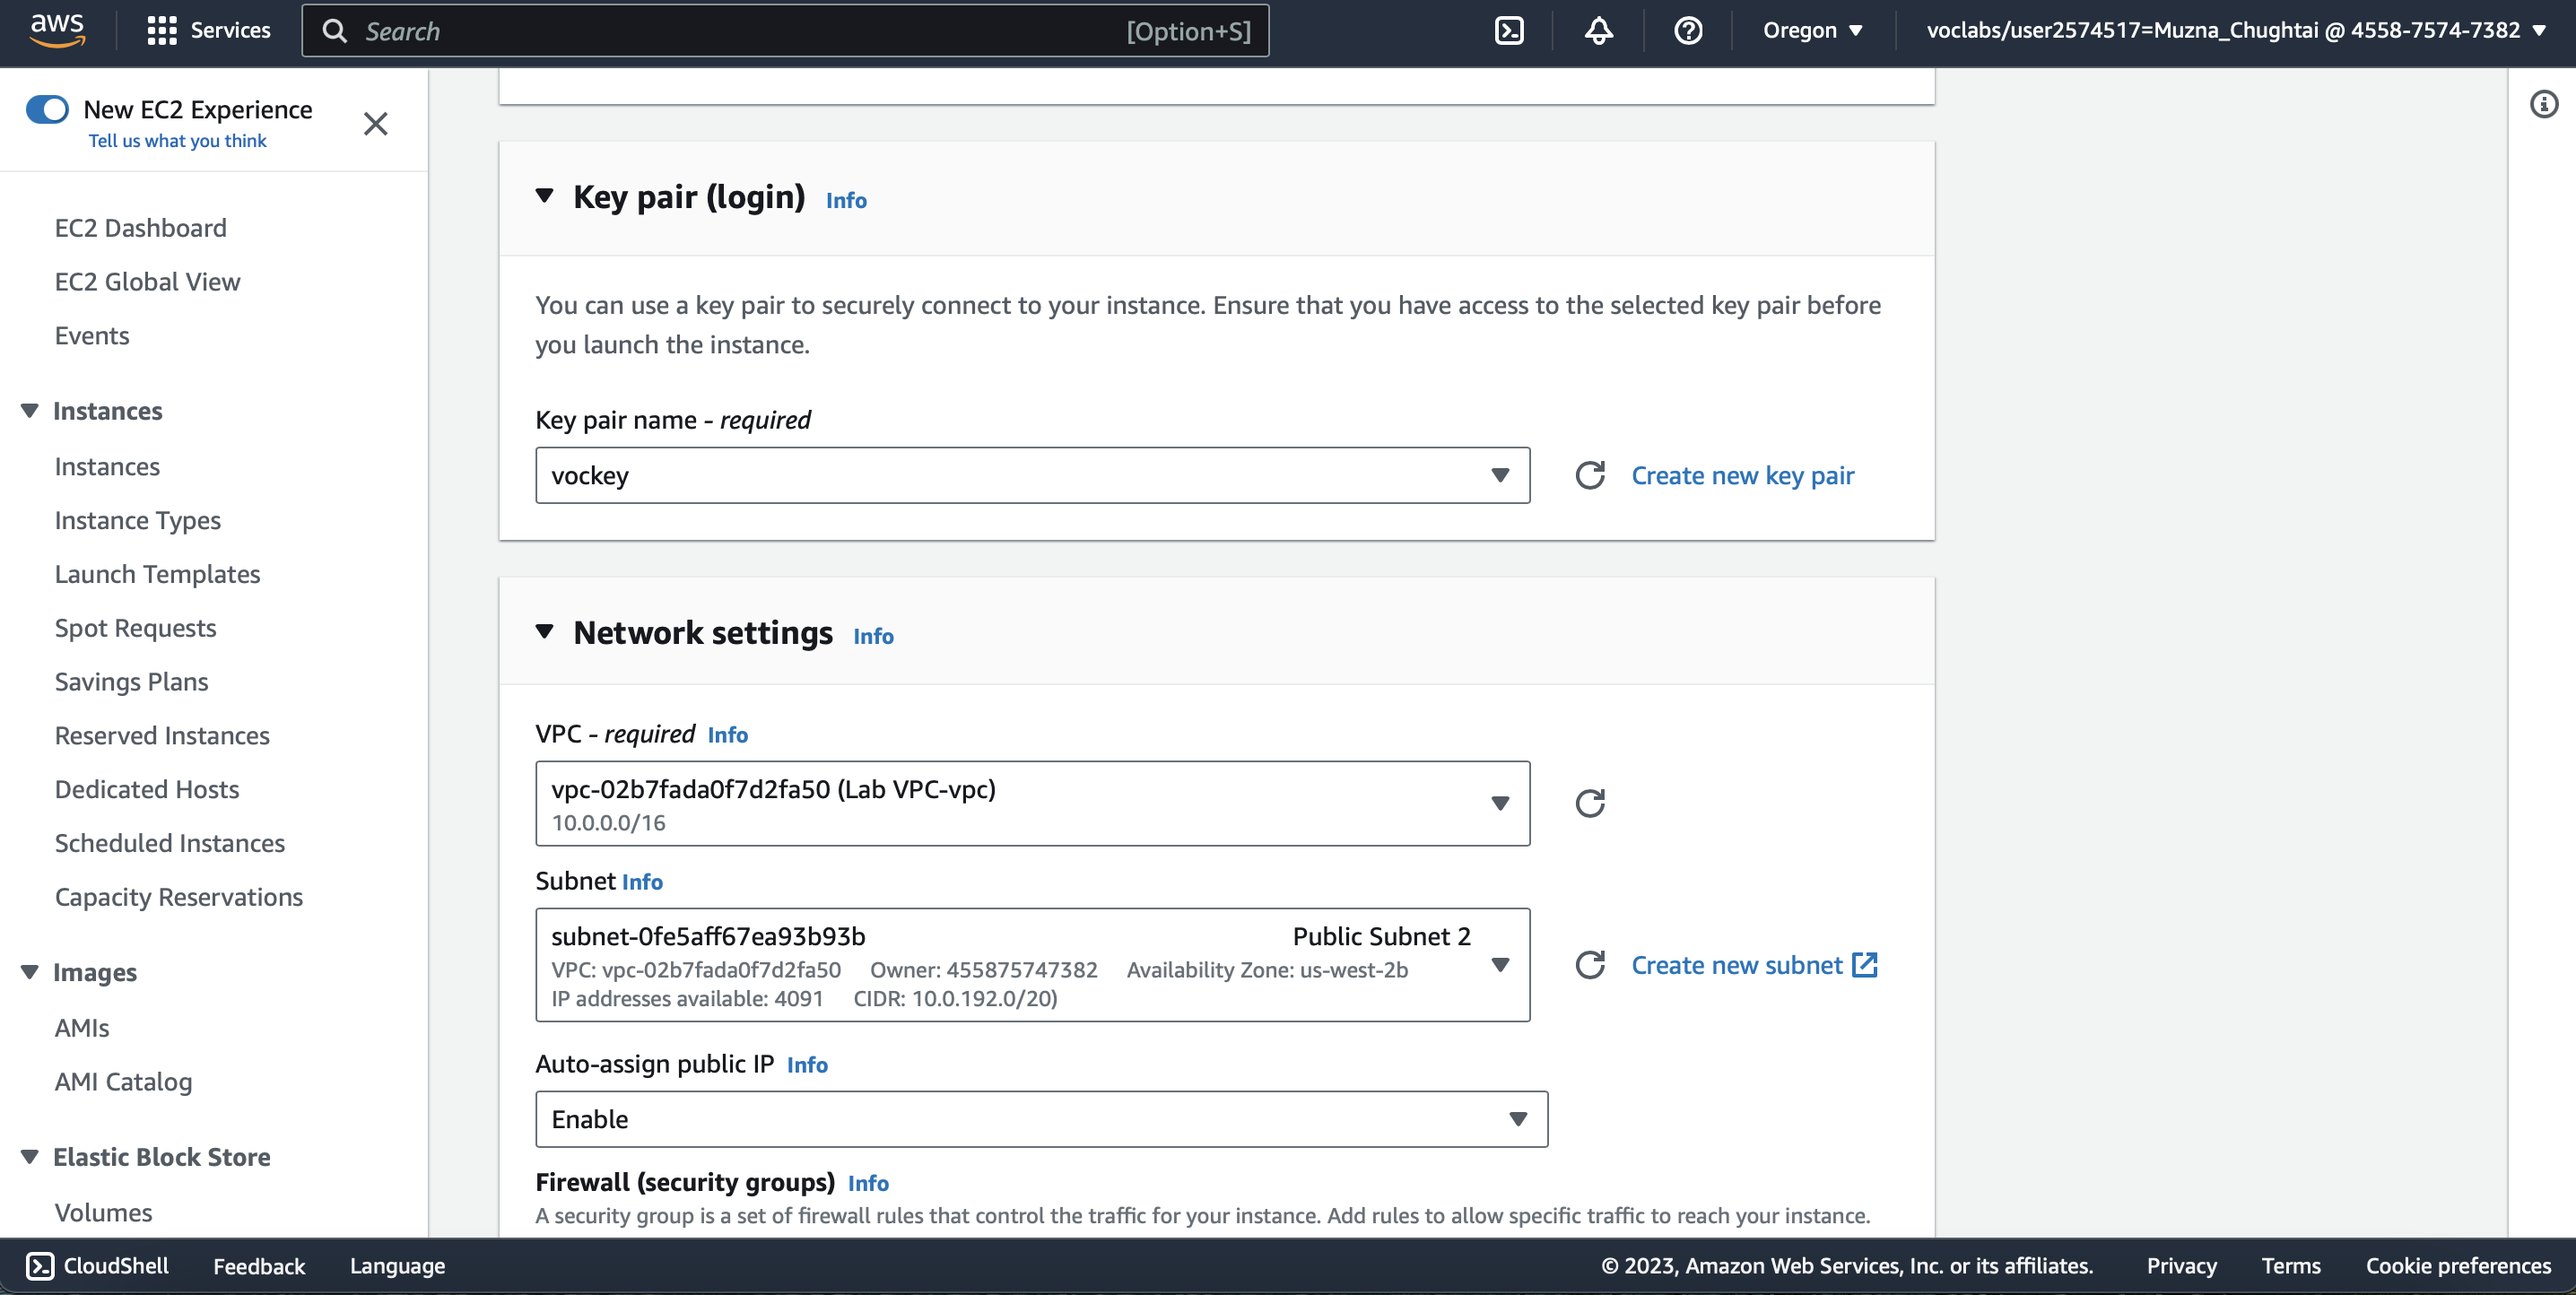 aws
Services
Search [Option+S]
Oregon
voclabs/user2574517=Muzna_Chughtai @ 4558-7574-7382
New EC2 Experience
Tell us what you think
EC2 Dashboard
EC2 Global View
Events
Instances
Instances
Instance Types
Launch Templates
Spot Requests
Savings Plans
Reserved Instances
Dedicated Hosts
Scheduled Instances
Capacity Reservations
Images
AMIs
AMI Catalog
Elastic Block Store
Volumes
Key pair (login) Info
You can use a key pair to securely connect to your instance. Ensure that you have access to the selected key pair before
you launch the instance.
Key pair name - required
vockey
Create new key pair
Network settings Info
VPC - required Info
vpc-02b7fada0f7d2fa50 (Lab VPC-vpc)
10.0.0.0/16
Subnet Info
subnet-0fe5aff67ea93b93b Public Subnet 2
VPC: vpc-02b7fada0f7d2fa50 Owner: 455875747382 Availability Zone: us-west-2b
IP addresses available: 4091 CIDR: 10.0.192.0/20)
Create new subnet
Auto-assign public IP Info
Enable
Firewall (security groups) Info
A security group is a set of firewall rules that control the traffic for your instance. Add rules to allow specific traffic to reach your instance.
CloudShell Feedback Language
© 2023, Amazon Web Services, Inc. or its affiliates. Privacy Terms Cookie preferences